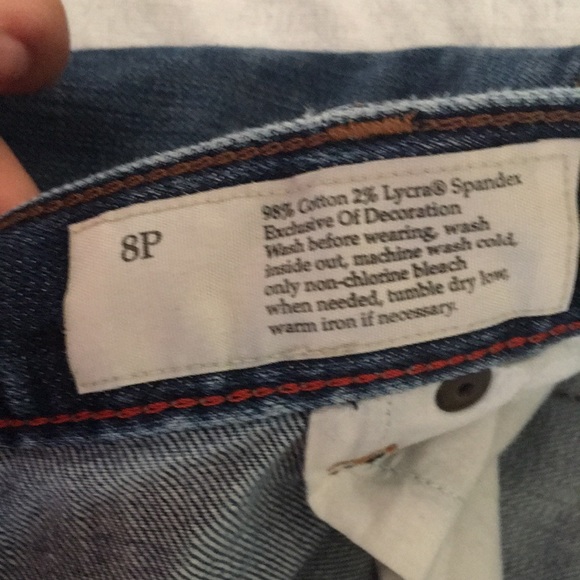 8P
98% Cotton 2% Lycra® Spandex
Exclusive Of Decoration
Wash before wearing, wash
inside out, machine wash cold,
only non-chlorine bleach
when needed, tumble dry low,
warm iron if necessary.